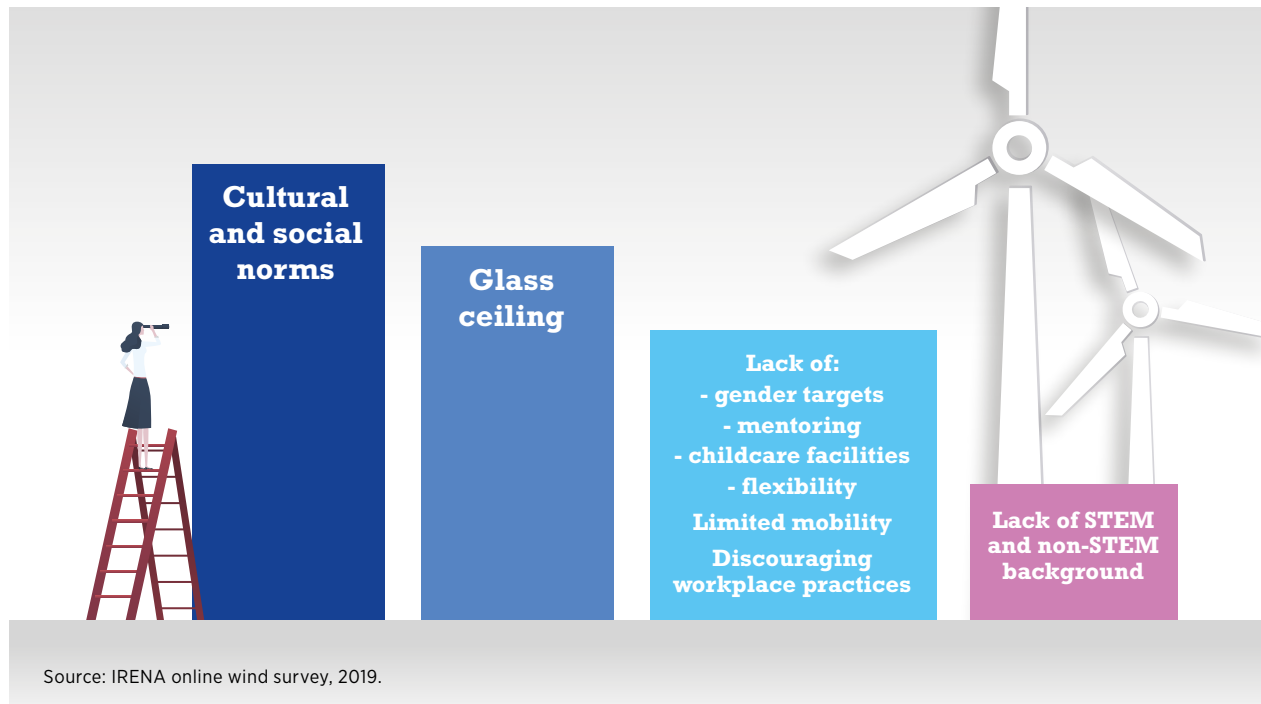 Cultural
and social
norms
Glass
ceiling
Lack of:
- gender targets
- mentoring
- childcare facilities
- flexibility
Limited mobility
Discouraging
workplace practices
Lack of STEM
and non-STEM
background
Source: IRENA online wind survey, 2019.